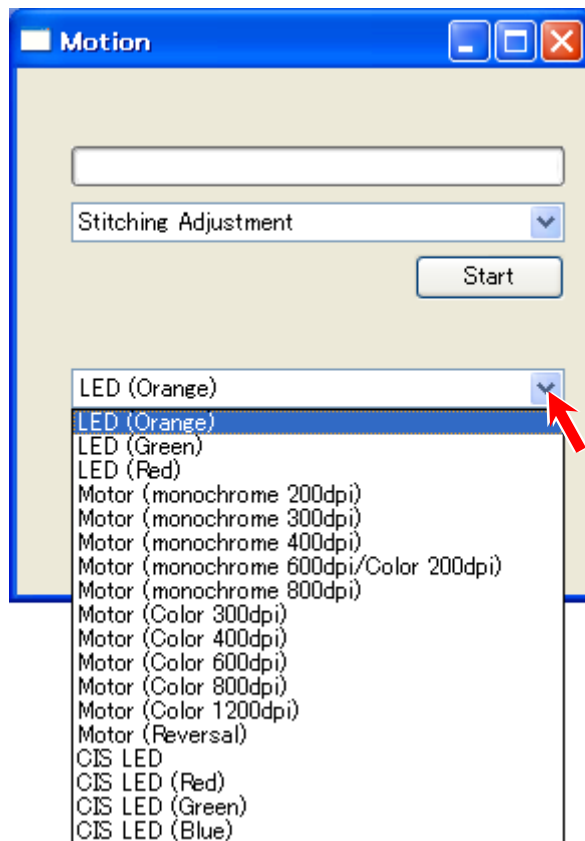 Motion
Stitching Adjustment
Start
LED (Orange)
LED (Orange)
LED (Green)
LED (Red)
Motor (monochrome 200dpi)
Motor (monochrome 300dpi)
Motor (monochrome 400dpi)
Motor (monochrome 600dpi/Color 200dpi)
Motor (monochrome 800dpi)
Motor (Color 300dpi)
Motor (Color 400dpi)
Motor (Color 600dpi)
Motor (Color 800dpi)
Motor (Color 1200dpi)
Motor (Reversal)
CIS LED
CIS LED (Red)
CIS LED (Green)
CIS LED (Blue)